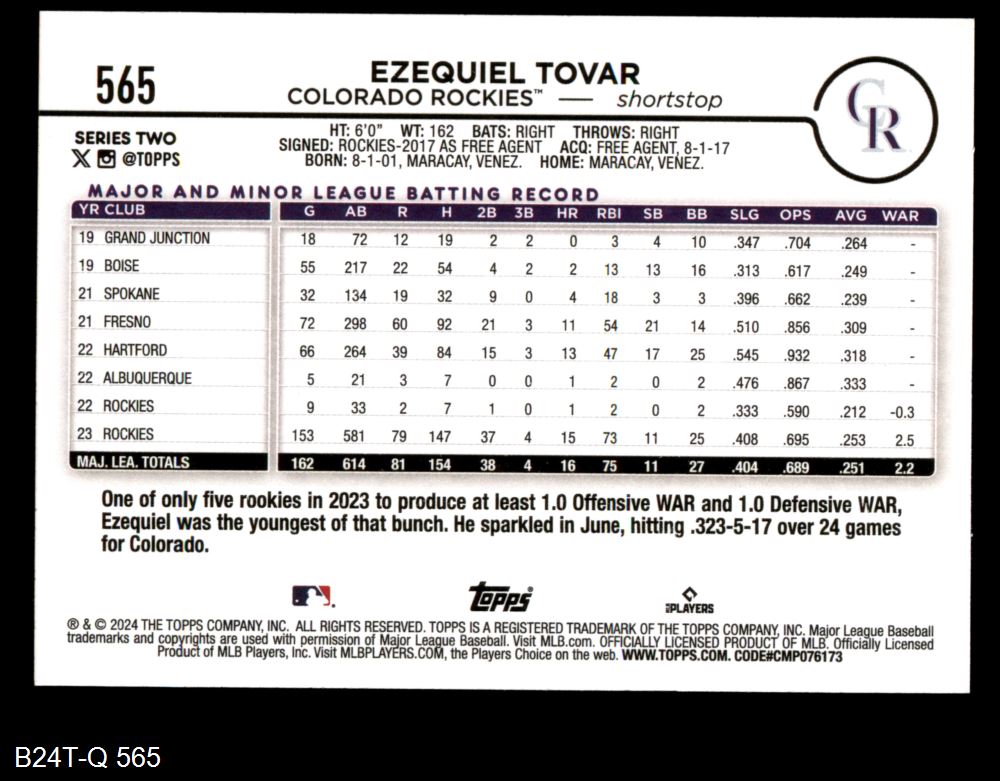 565
EZEQUIEL TOVAR
COLORADO ROCKIES™ — shortstop
CR
SERIES TWO
X @TOPPS
HT: 6'0" WT: 162 BATS: RIGHT THROWS: RIGHT
SIGNED: ROCKIES-2017 AS FREE AGENT ACQ: FREE AGENT, 8-1-17
BORN: 8-1-01, MARACAY, VENEZ. HOME: MARACAY, VENEZ.
MAJOR AND MINOR LEAGUE BATTING RECORD
YR CLUB G AB R H 2B 3B HR RBI SB BB SLG OPS AVG WAR
19 GRAND JUNCTION 18 72 12 19 2 2 0 3 4 10 .347 .704 .264 -
19 BOISE 55 217 22 54 4 2 2 13 13 16 .313 .617 .249 -
21 SPOKANE 32 134 19 32 9 0 4 18 3 3 .396 .662 .239 -
21 FRESNO 72 298 60 92 21 3 11 54 21 14 .510 .856 .309 -
22 HARTFORD 66 264 39 84 15 3 13 47 17 25 .545 .932 .318 -
22 ALBUQUERQUE 5 21 3 7 0 0 1 2 0 2 .476 .867 .333 -
22 ROCKIES 9 33 2 7 1 0 1 2 0 2 .333 .590 .212 -0.3
23 ROCKIES 153 581 79 147 37 4 15 73 11 25 .408 .695 .253 2.5
MAJ. LEA. TOTALS 162 614 81 154 38 4 16 75 11 27 .404 .689 .251 2.2
One of only five rookies in 2023 to produce at least 1.0 Offensive WAR and 1.0 Defensive WAR,
Ezequiel was the youngest of that bunch. He sparkled in June, hitting .323-5-17 over 24 games
for Colorado.
Topps® MLB PLAYERS
® & © 2024 THE TOPPS COMPANY, INC. ALL RIGHTS RESERVED. TOPPS IS A REGISTERED TRADEMARK OF THE TOPPS COMPANY, INC. Major League Baseball
trademarks and copyrights are used with permission of Major League Baseball. Visit MLB.com. OFFICIALLY LICENSED PRODUCT OF MLB. Officially Licensed
Product of MLB Players, Inc. Visit MLBPLAYERS.COM, the Players Choice on the web. WWW.TOPPS.COM. CODE#CMP076173
B24T-Q 565